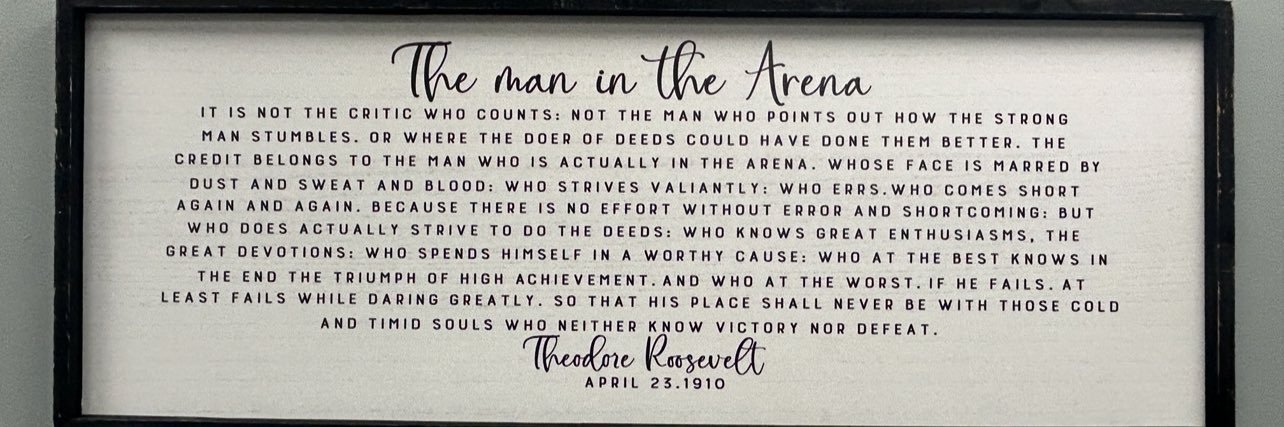 The man in the Arena
IT IS NOT THE CRITIC WHO COUNTS: NOT THE MAN WHO POINTS OUT HOW THE STRONG
MAN STUMBLES. OR WHERE THE DOER OF DEEDS COULD HAVE DONE THEM BETTER. THE
CREDIT BELONGS TO THE MAN WHO IS ACTUALLY IN THE ARENA. WHOSE FACE IS MARRED BY
DUST AND SWEAT AND BLOOD: WHO STRIVES VALIANTLY: WHO ERRS.WHO COMES SHORT
AGAIN AND AGAIN. BECAUSE THERE IS NO EFFORT WITHOUT ERROR AND SHORTCOMING: BUT
WHO DOES ACTUALLY STRIVE TO DO THE DEEDS: WHO KNOWS GREAT ENTHUSIASMS, THE
GREAT DEVOTIONS: WHO SPENDS HIMSELF IN A WORTHY CAUSE: WHO AT THE BEST KNOWS IN
THE END THE TRIUMPH OF HIGH ACHIEVEMENT. AND WHO AT THE WORST. IF HE FAILS. AT
LEAST FAILS WHILE DARING GREATLY. SO THAT HIS PLACE SHALL NEVER BE WITH THOSE COLD
AND TIMID SOULS WHO NEITHER KNOW VICTORY NOR DEFEAT.
Theodore Roosevelt
APRIL 23.1910